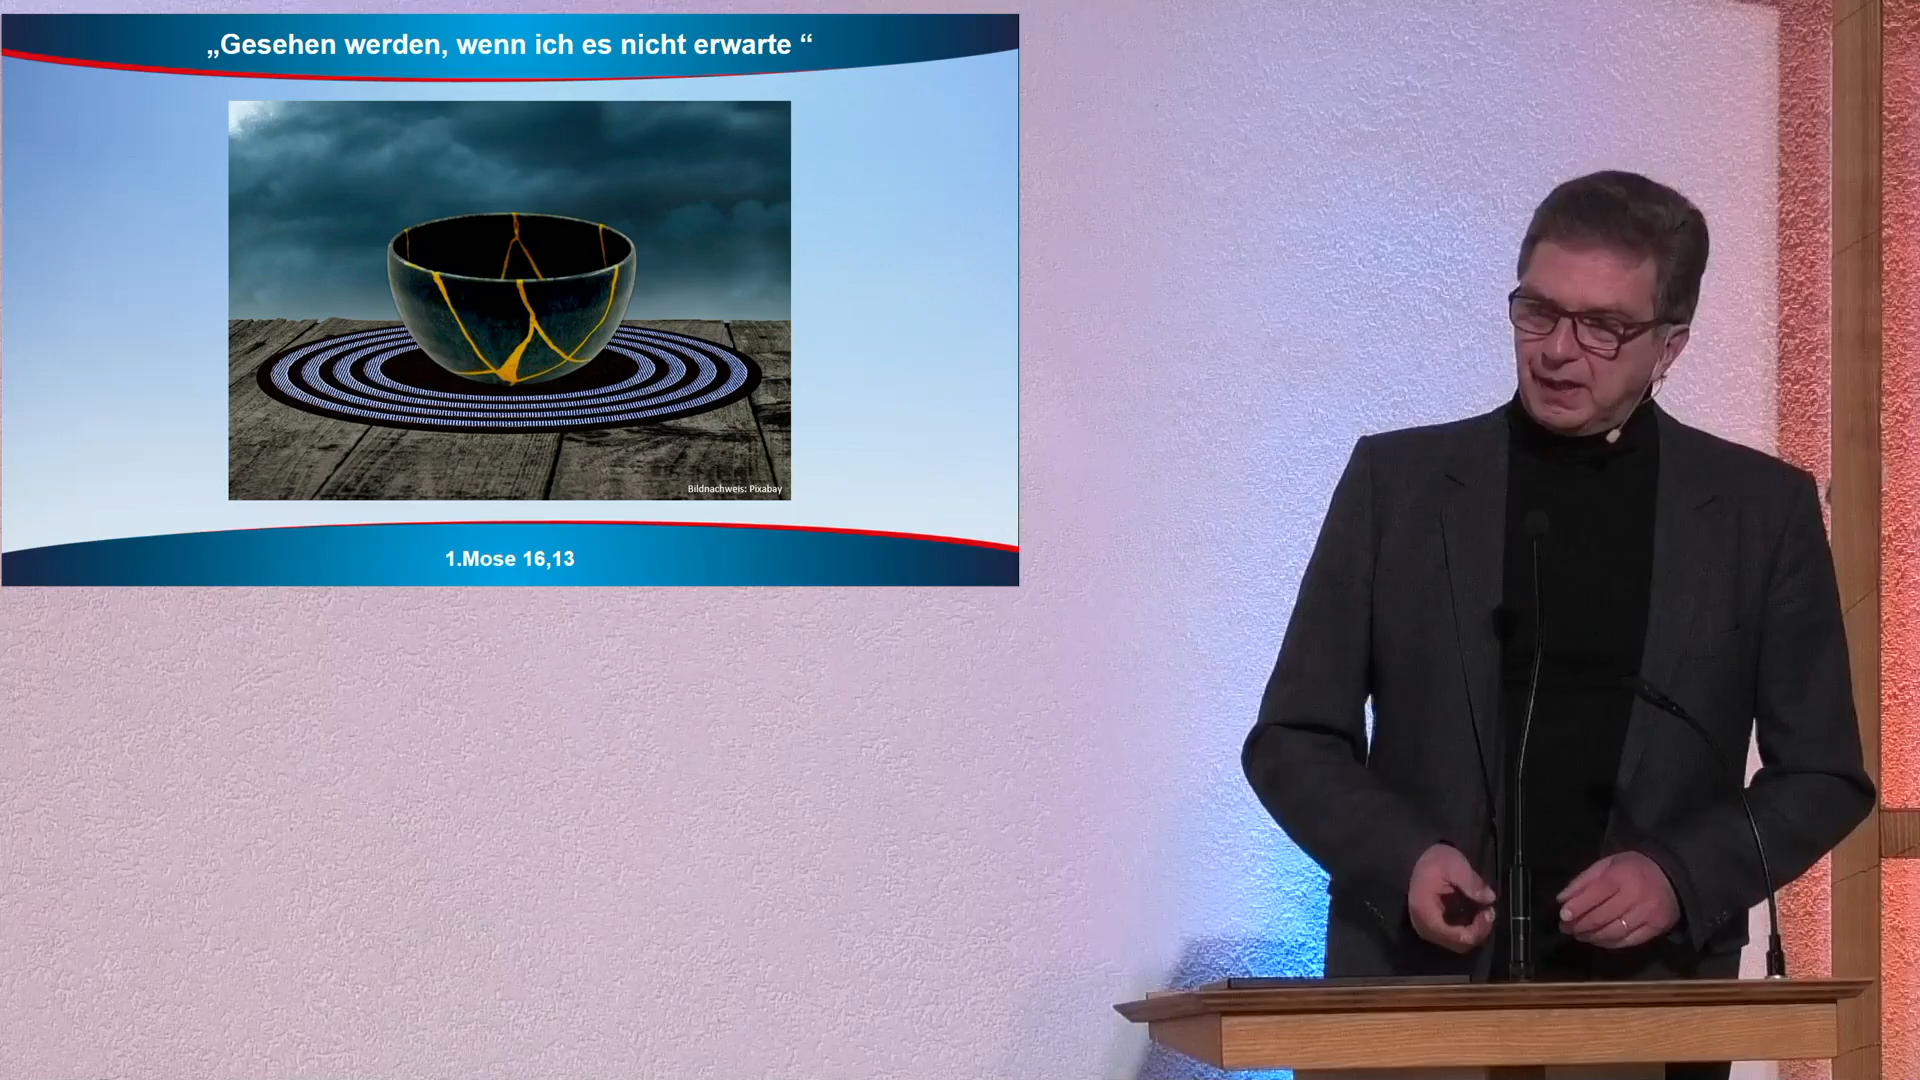 „Gesehen werden, wenn ich es nicht erwarte “
Bildnachweis: Pixabay
1.Mose 16,13